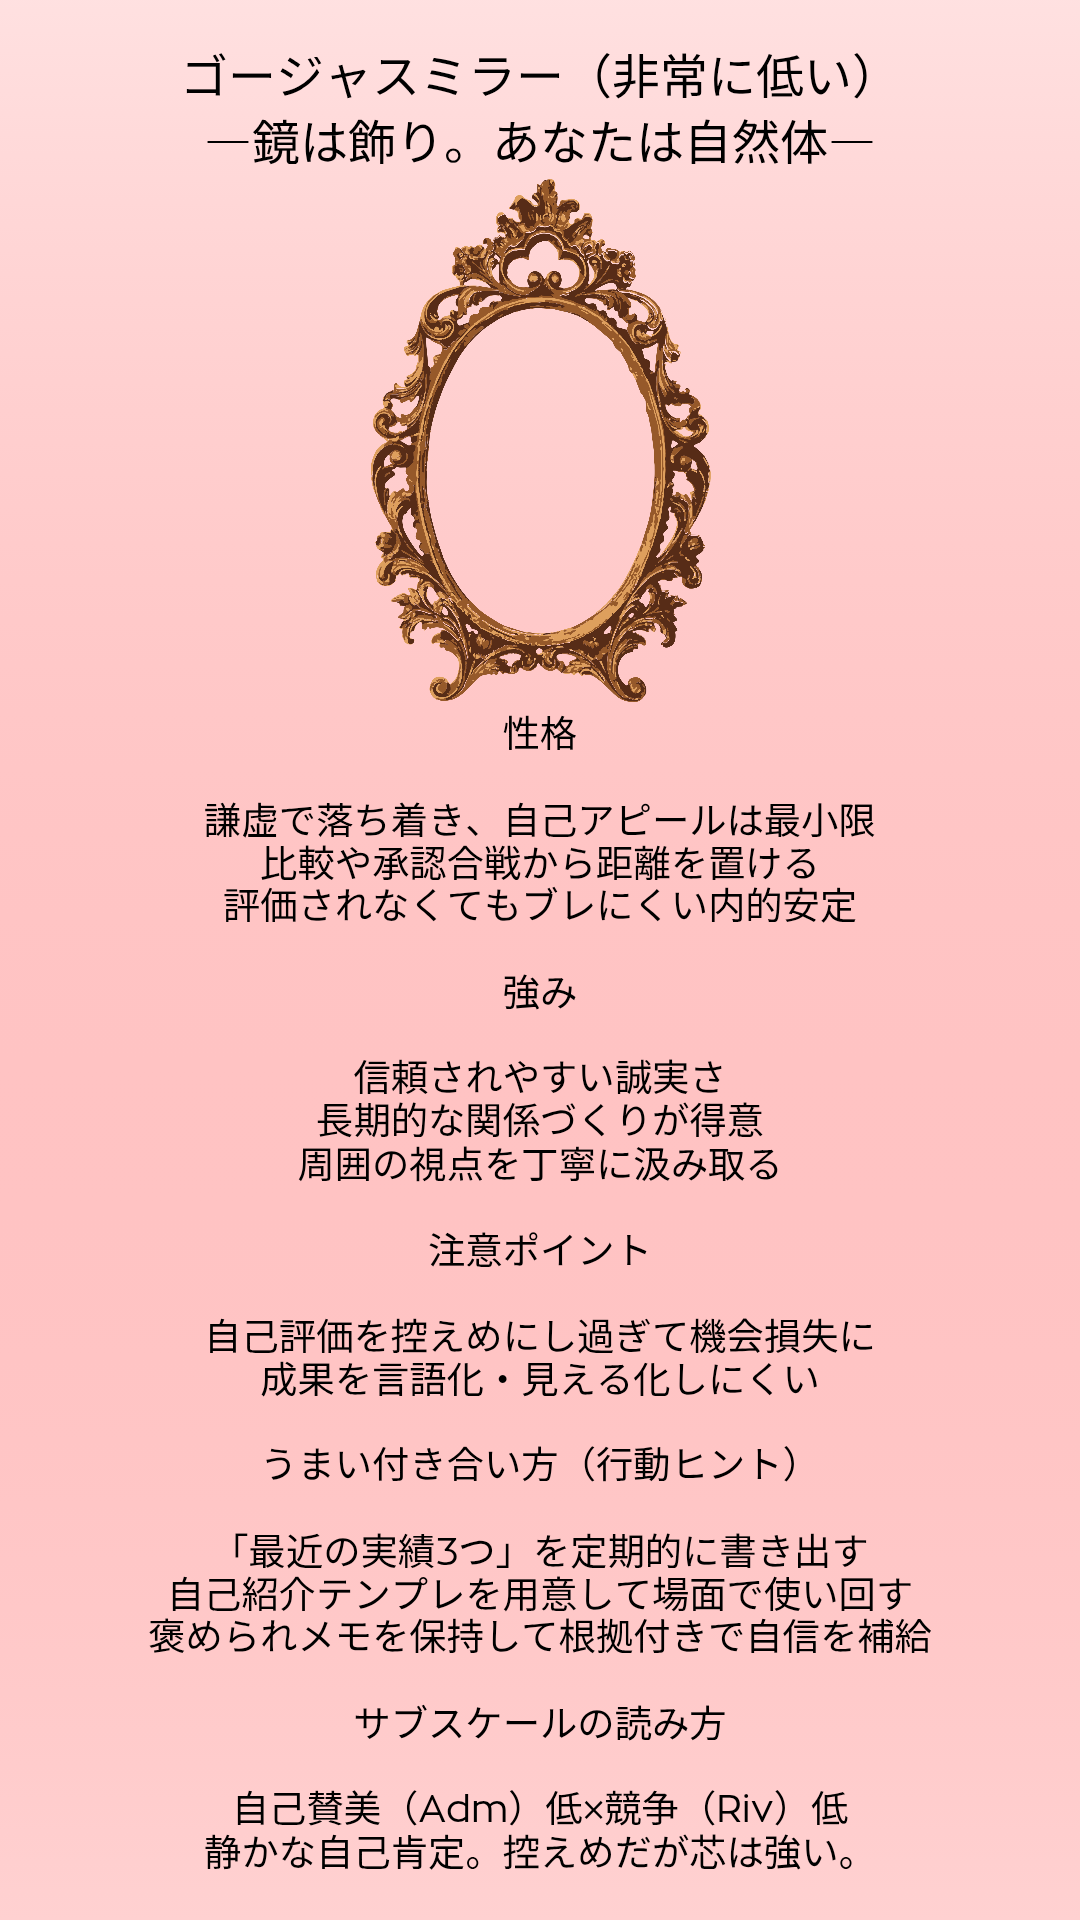 ゴージャスミラー（非常に低い）
―鏡は飾り。あなたは自然体―
性格
謙虚で落ち着き、自己アピールは最小限
比較や承認合戦から距離を置ける
評価されなくてもブレにくい内的安定
強み
信頼されやすい誠実さ
長期的な関係づくりが得意
周囲の視点を丁寧に汲み取る
注意ポイント
自己評価を控えめにし過ぎて機会損失に
成果を言語化・見える化しにくい
うまい付き合い方（行動ヒント）
「最近の実績3つ」を定期的に書き出す
自己紹介テンプレを用意して場面で使い回す
褒められメモを保持して根拠付きで自信を補給
サブスケールの読み方
自己賛美（Adm）低×競争（Riv）低
静かな自己肯定。控えめだが芯は強い。